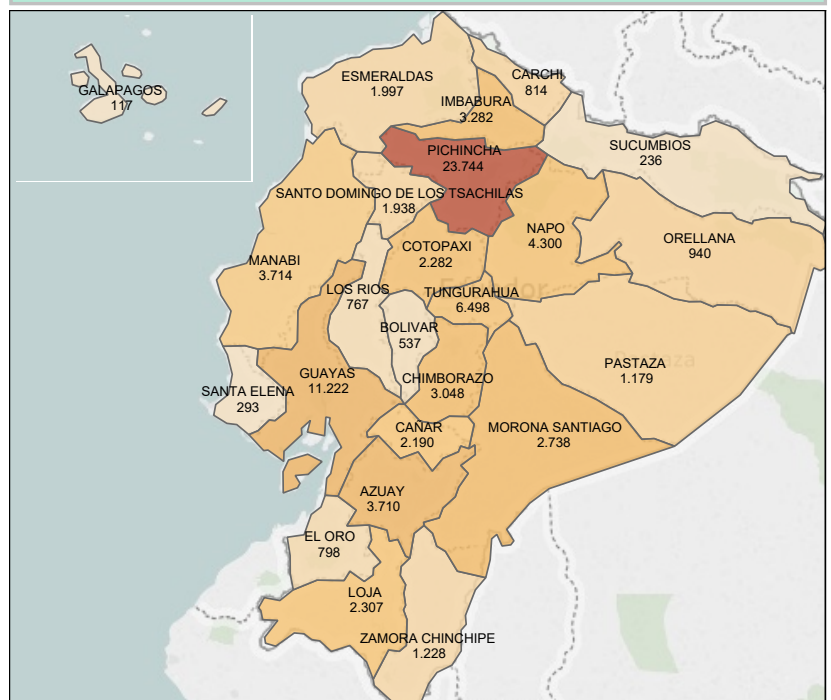 GALAPAGOS
117
ESMERALDAS
1.997
CARCHI
814
IMBABURA
3.282
PICHINCHA
23.744
SUCUMBIOS
236
SANTO DOMINGO DE LOS TSACHILAS
1.938
NAPO
4.300
ORELLANA
940
COTOPAXI
2.282
MANABI
3.714
LOS RIOS
767
TUNGURAHUA
6.498
BOLIVAR
537
PASTAZA
1.179
GUAYAS
11.222
CHIMBORAZO
3.048
SANTA ELENA
293
CAÑAR
2.190
MORONA SANTIAGO
2.738
AZUAY
3.710
EL ORO
798
LOJA
2.307
ZAMORA CHINCHIPE
1.228